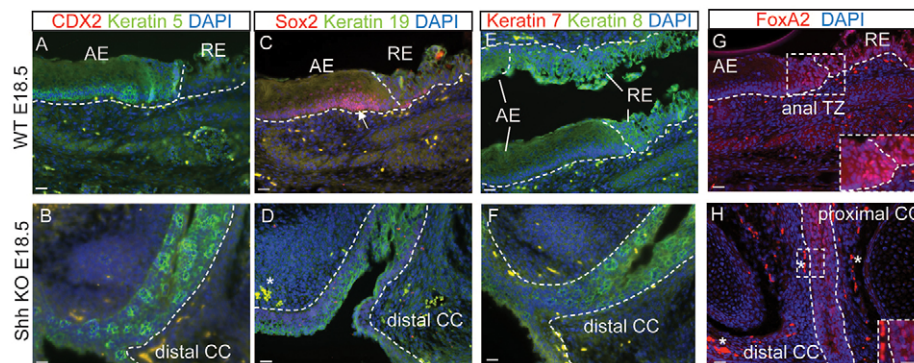 CDX2 Keratin 5 DAPI
Sox2 Keratin 19 DAPI
Keratin 7 Keratin 8 DAPI
FoxA2 DAPI
WT E18.5
A
AE
RE
C
AE
RE
E
AE
AE
RE
G
AE
RE
anal TZ
Shh KO E18.5
B
distal CC
D
*
distal CC
F
distal CC
H
proximal CC
*
*
*
distal CC